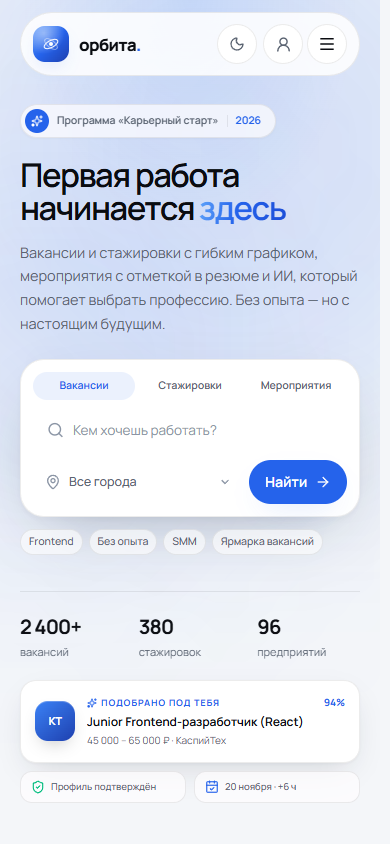 орбита.
Программа «Карьерный старт» 2026
Первая работа
начинается здесь
Вакансии и стажировки с гибким графиком,
мероприятия с отметкой в резюме и ИИ, который
помогает выбрать профессию. Без опыта — но с
настоящим будущим.
Вакансии Стажировки Мероприятия
Кем хочешь работать?
Все города Найти
Frontend Без опыта SMM Ярмарка вакансий
2 400+ 380 96
вакансий стажировок предприятий
ПОДОБРАНО ПОД ТЕБЯ 94%
КТ Junior Frontend-разработчик (React)
45 000 – 65 000 ₽ · КаспийТех
Профиль подтверждён 20 ноября · +6 ч